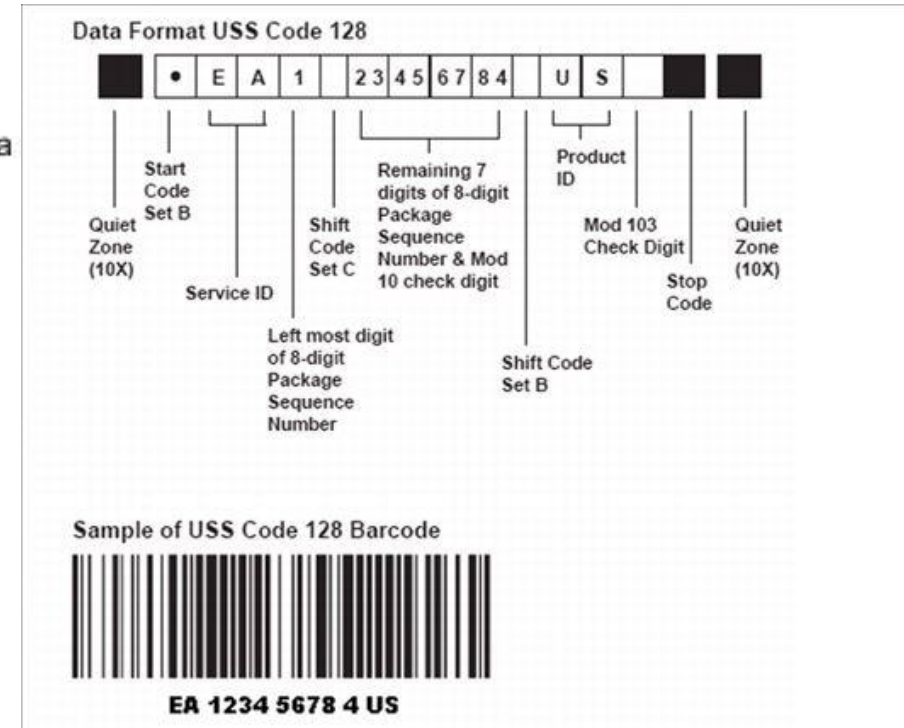 Data Format USS Code 128
• E A 1 2 3 4 5 6 7 8 4 U S
a
Quiet
Zone
(10X)
Start
Code
Set B
Service ID
Left most digit
of 8-digit
Package
Sequence
Number
Shift
Code
Set C
Remaining 7
digits of 8-digit
Package
Sequence
Number & Mod
10 check digit
Shift Code
Set B
Product
ID
Mod 103
Check Digit
Stop
Code
Quiet
Zone
(10X)
Sample of USS Code 128 Barcode
EA 1234 5678 4 US